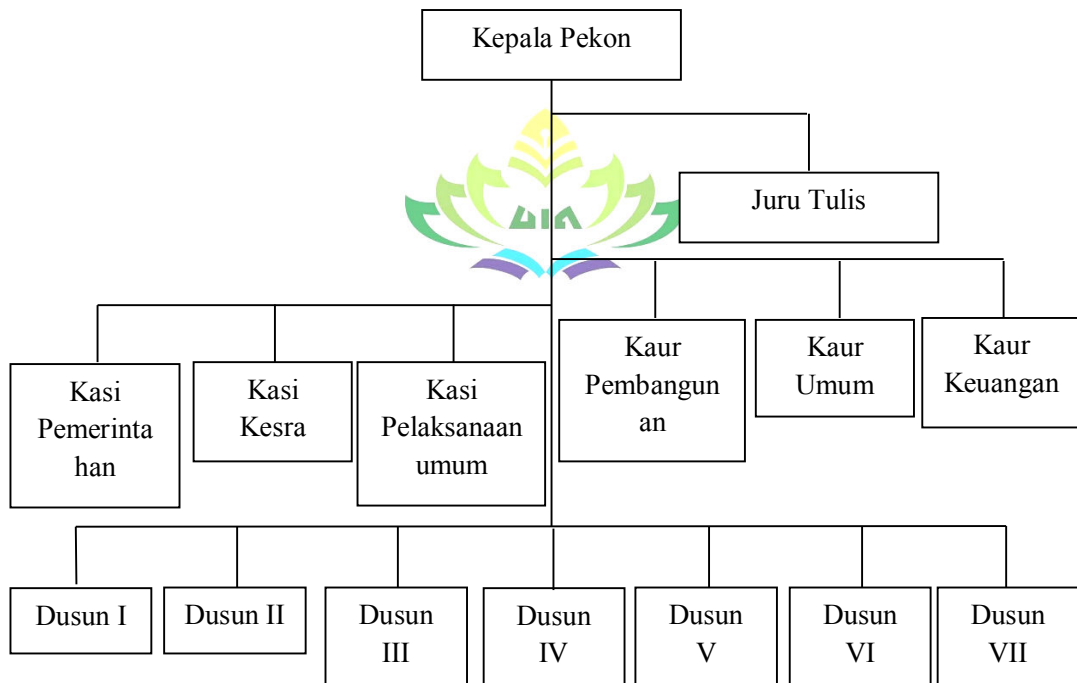 Kepala Pekon
Juru Tulis
Kasi
Pemerinta
han
Kasi
Kesra
Kasi
Pelaksanaan
umum
Kaur
Pembangun
an
Kaur
Umum
Kaur
Keuangan
Dusun I
Dusun II
Dusun
III
Dusun
IV
Dusun
V
Dusun
VI
Dusun
VII